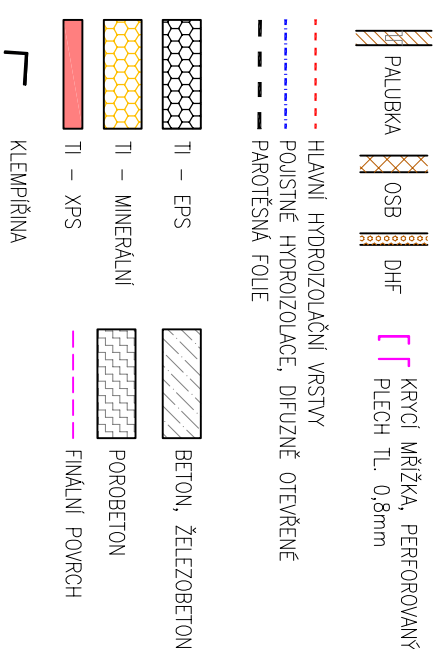 PALUBKA
OSB
DHF
KRYCÍ MŘÍŽKA, PERFOROVANÝ
PLECH TL. 0,8mm
HLAVNÍ HYDROIZOLAČNÍ VRSTVY
POJISTNÉ HYDROIZOLACE, DIFUZNĚ OTEVŘENÉ
PAROTĚSNÁ FOLIE
TI – EPS
BETON, ŽELEZOBETON
TI – MINERÁLNÍ
POROBETON
TI – XPS
FINÁLNÍ POVRCH
KLEMPÍŘINA